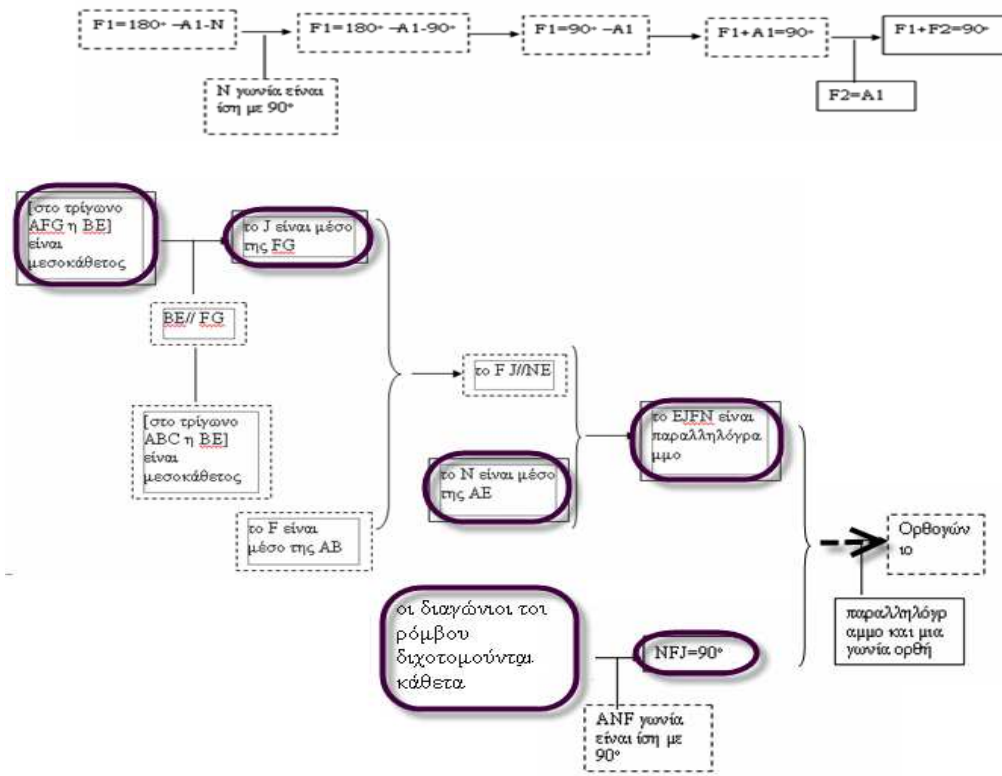 F1=180° –A1-N
F1=180° –A1-90°
F1=90° –A1
F1+A1=90°
F1+F2=90°
N γωνία είναι
ίση με 90°
F2=A1
[στο τρίγωνο
AFG η BE]
είναι
μεσοκάθετος
το J είναι μέσο
της FG
BE// FG
[στο τρίγωνο
ABC η BE]
είναι
μεσοκάθετος
το F είναι
μέσο της AB
το F J//NE
το N είναι μέσο
της AE
το EJFN είναι
παραλληλόγρα
μμο
Ορθογών
ιο
παραλληλόγρ
αμμο και μια
γωνία ορθή
οι διαγώνιοι του
ρόμβου
διχοτομούνται
κάθετα
NFJ=90°
ANF γωνία
είναι ίση με
90°